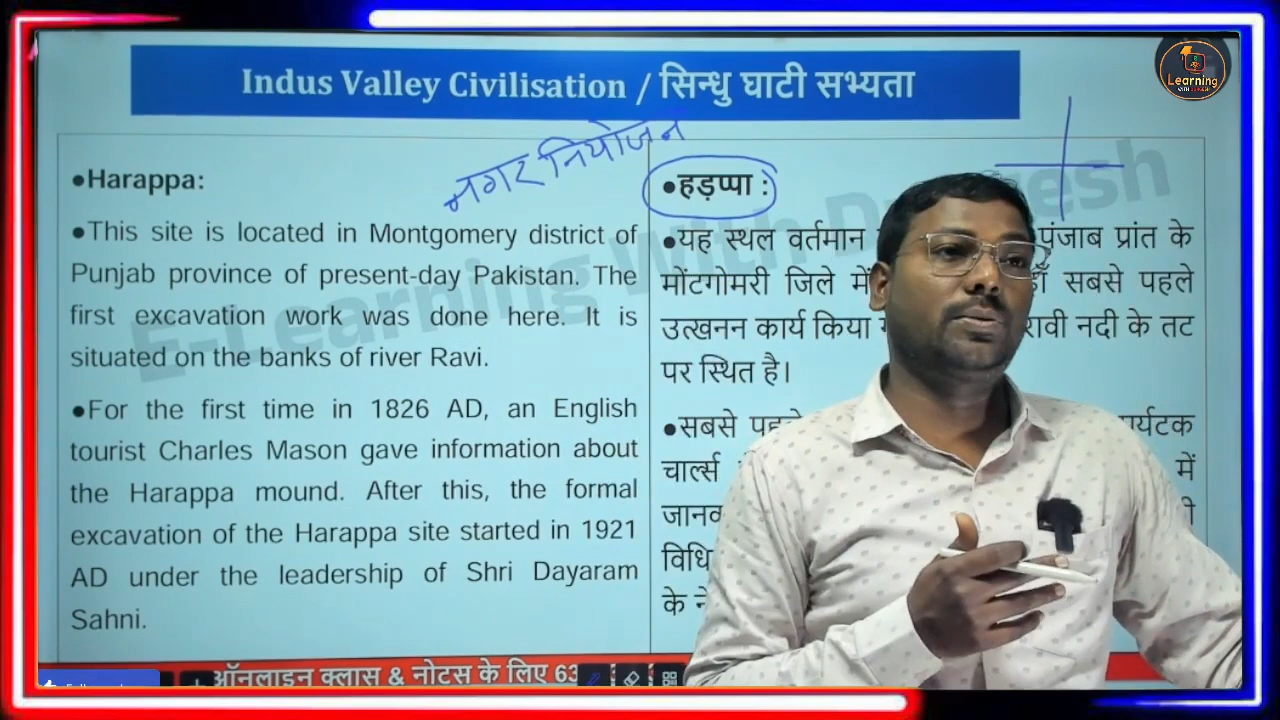 Learning
Indus Valley Civilisation / सिन्धु घाटी सभ्यता
नगर नियोजन
●Harappa:
●This site is located in Montgomery district of
Punjab province of present-day Pakistan. The
first excavation work was done here. It is
situated on the banks of river Ravi.
●For the first time in 1826 AD, an English
tourist Charles Mason gave information about
the Harappa mound. After this, the formal
excavation of the Harappa site started in 1921
AD under the leadership of Shri Dayaram
Sahni.
●हड़प्पा :
●यह स्थल वर्तमान पंजाब प्रांत के
मोंटगोमरी जिले में सबसे पहले
उत्खनन कार्य किया रावी नदी के तट
पर स्थित है।
●सबसे
चार्ल्स में
विधि
के
E-Learning With
ऑनलाइन क्लास & नोटस के लिए 63